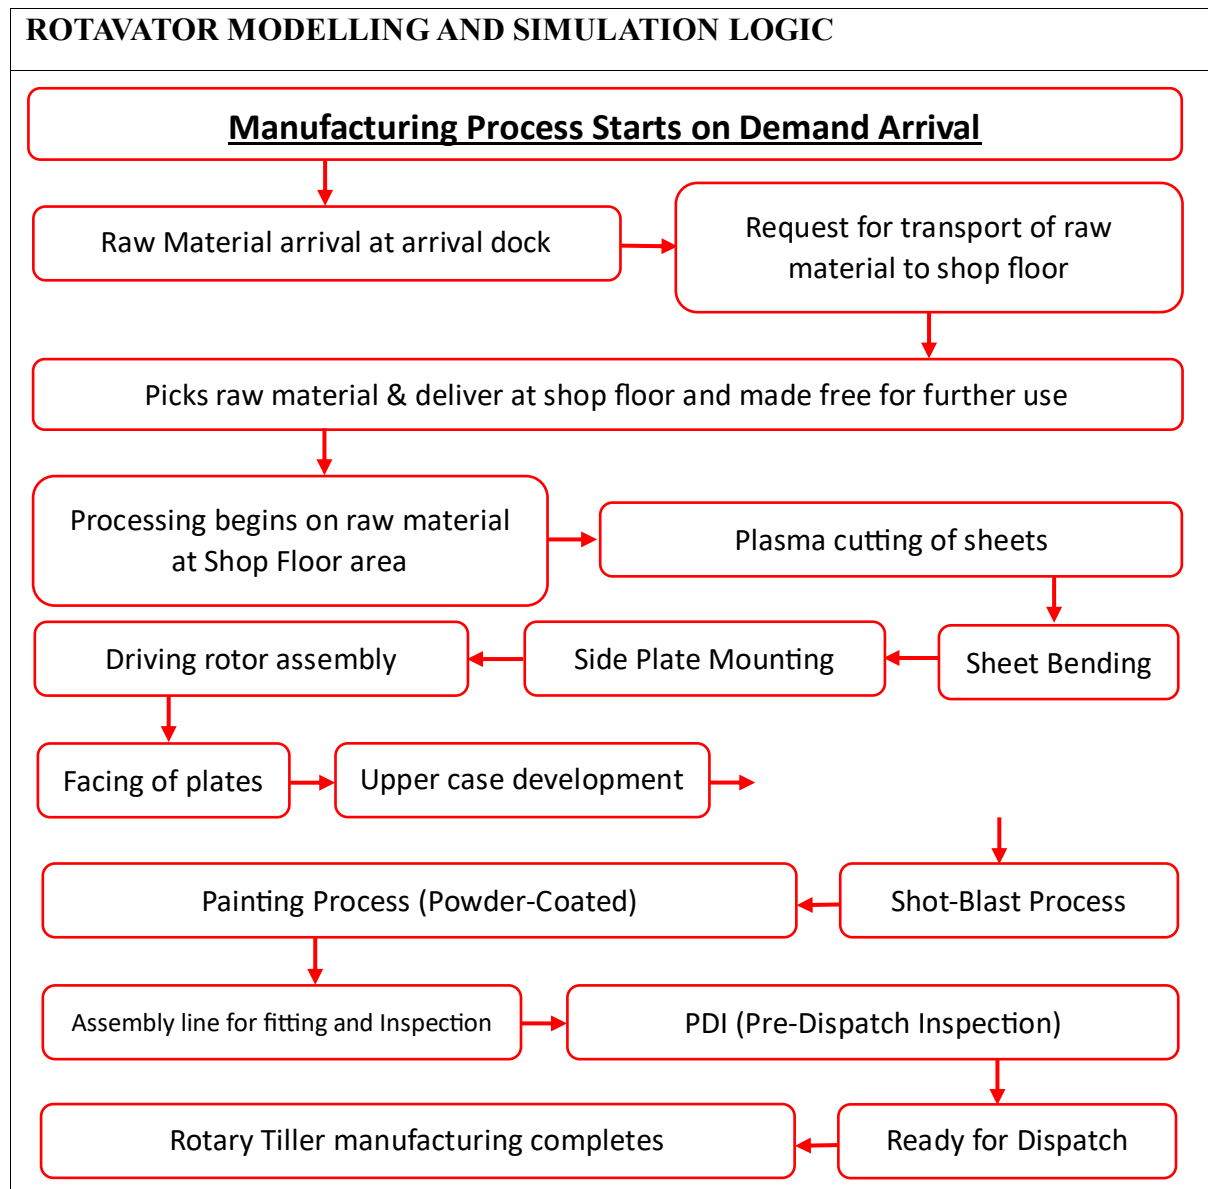 ROTAVATOR MODELLING AND SIMULATION LOGIC
Manufacturing Process Starts on Demand Arrival
Raw Material arrival at arrival dock
Request for transport of raw
material to shop floor
Picks raw material & deliver at shop floor and made free for further use
Processing begins on raw material
at Shop Floor area
Plasma cutting of sheets
Sheet Bending
Side Plate Mounting
Driving rotor assembly
Facing of plates
Upper case development
Shot-Blast Process
Painting Process (Powder-Coated)
Assembly line for fitting and Inspection
PDI (Pre-Dispatch Inspection)
Ready for Dispatch
Rotary Tiller manufacturing completes